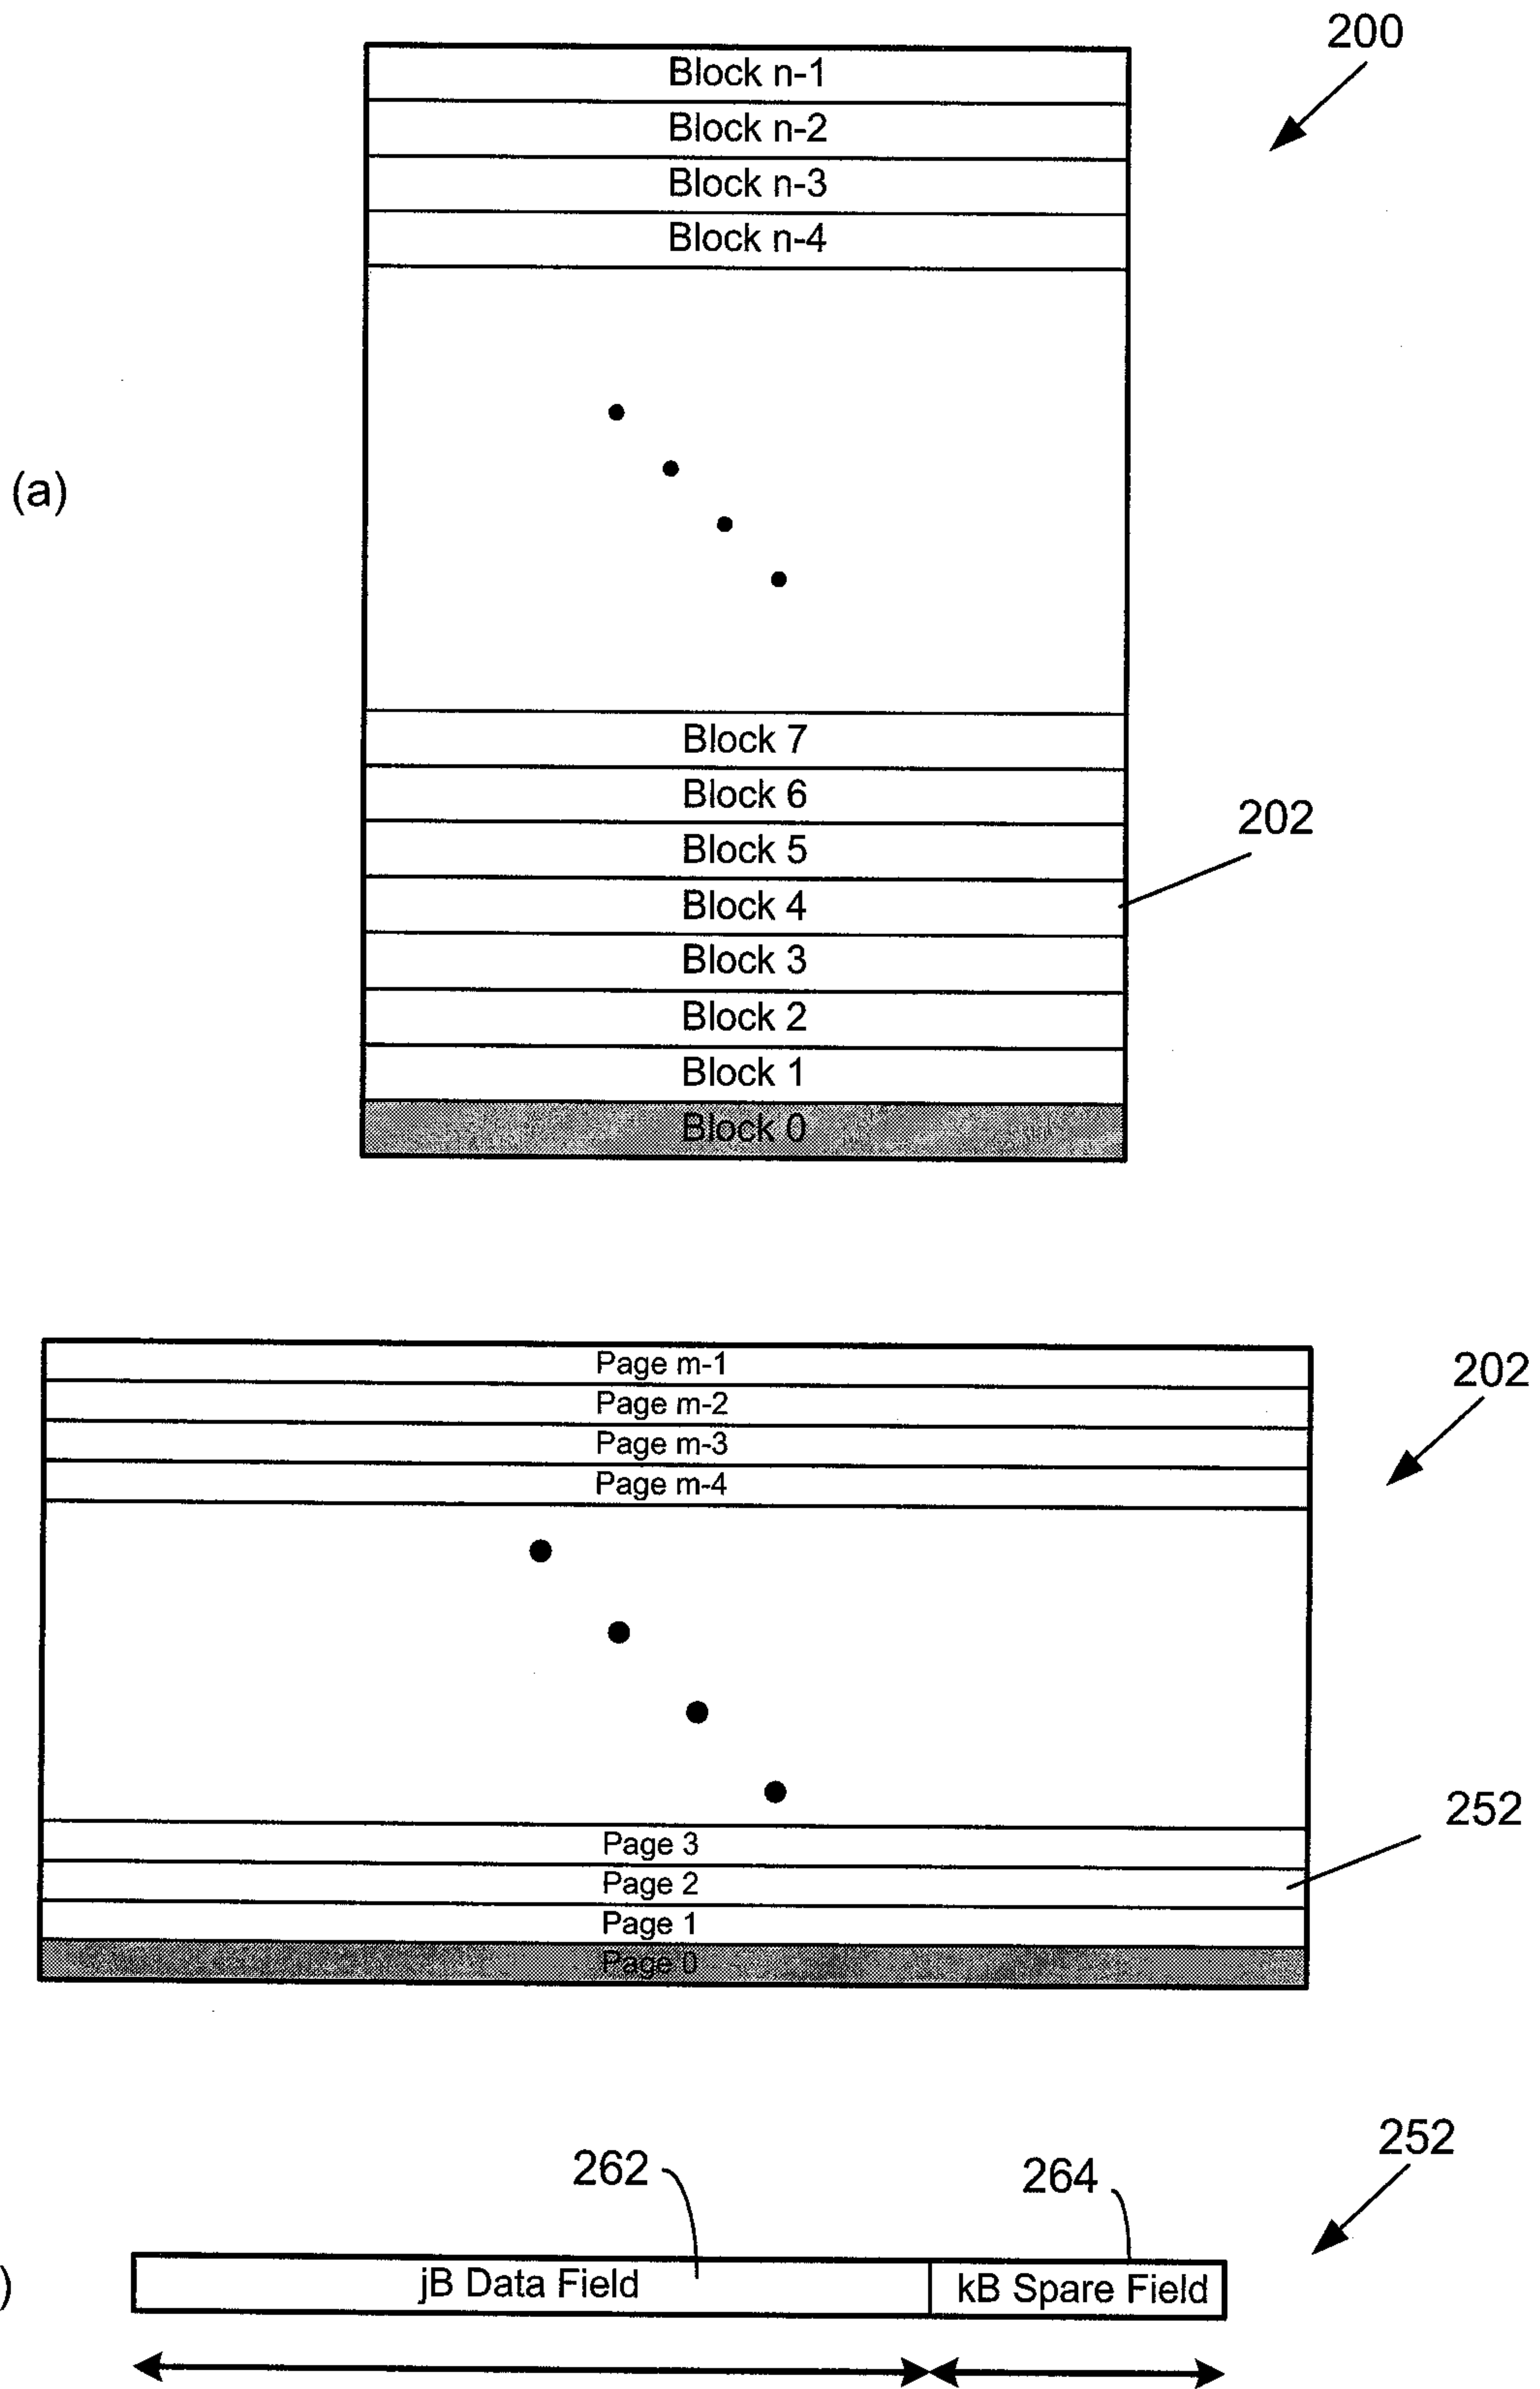 200
Block n-1
Block n-2
Block n-3
Block n-4
(a)
Block 7
Block 6
202
Block 5
Block 4
Block 3
Block 2
Block 1
Block 0
Page m-1
202
Page m-2
Page m-3
Page m-4
252
Page 3
Page 2
Page 1
Page 0
252
262
264
)
jB Data Field
kB Spare Field